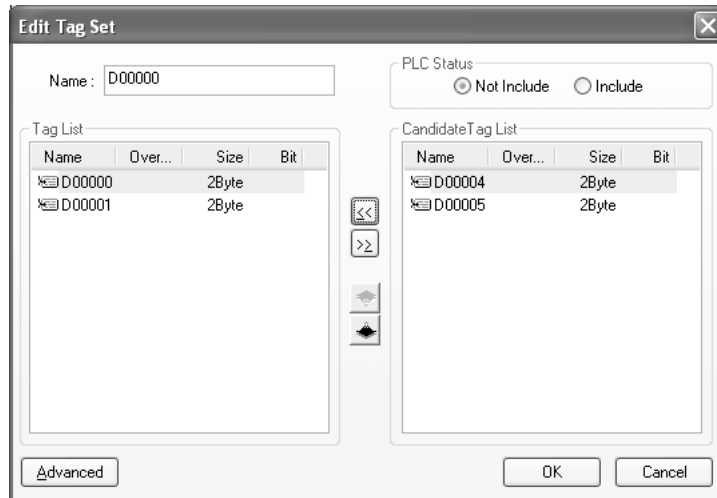 Edit Tag Set
Name : D00000
PLC Status
Not Include Include
Tag List
Name Over... Size Bit
D00000 2Byte
D00001 2Byte
<<
>>
CandidateTag List
Name Over... Size Bit
D00004 2Byte
D00005 2Byte
Advanced
OK Cancel